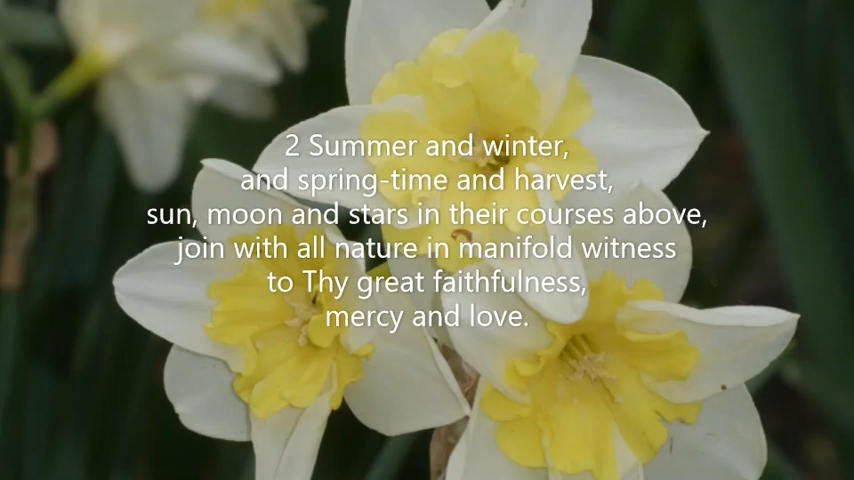 2 Summer and winter,
and spring-time and harvest,
sun, moon and stars in their courses above,
join with all nature in manifold witness
to Thy great faithfulness,
mercy and love.